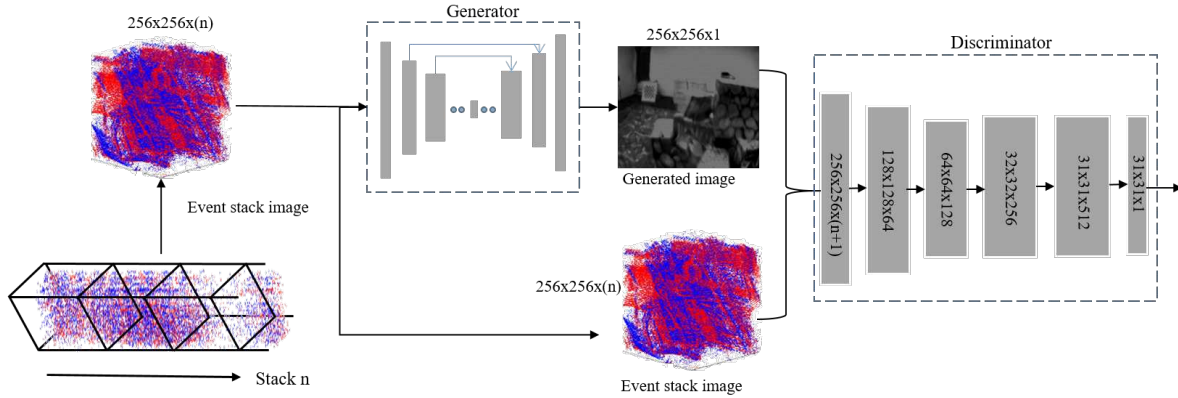 256x256x(n)
Generator
256x256x1
Discriminator
Event stack image
Generated image
256x256x(n+1)
128x128x64
64x64x128
32x32x256
31x31x512
31x31x1
256x256x(n)
Stack n
Event stack image